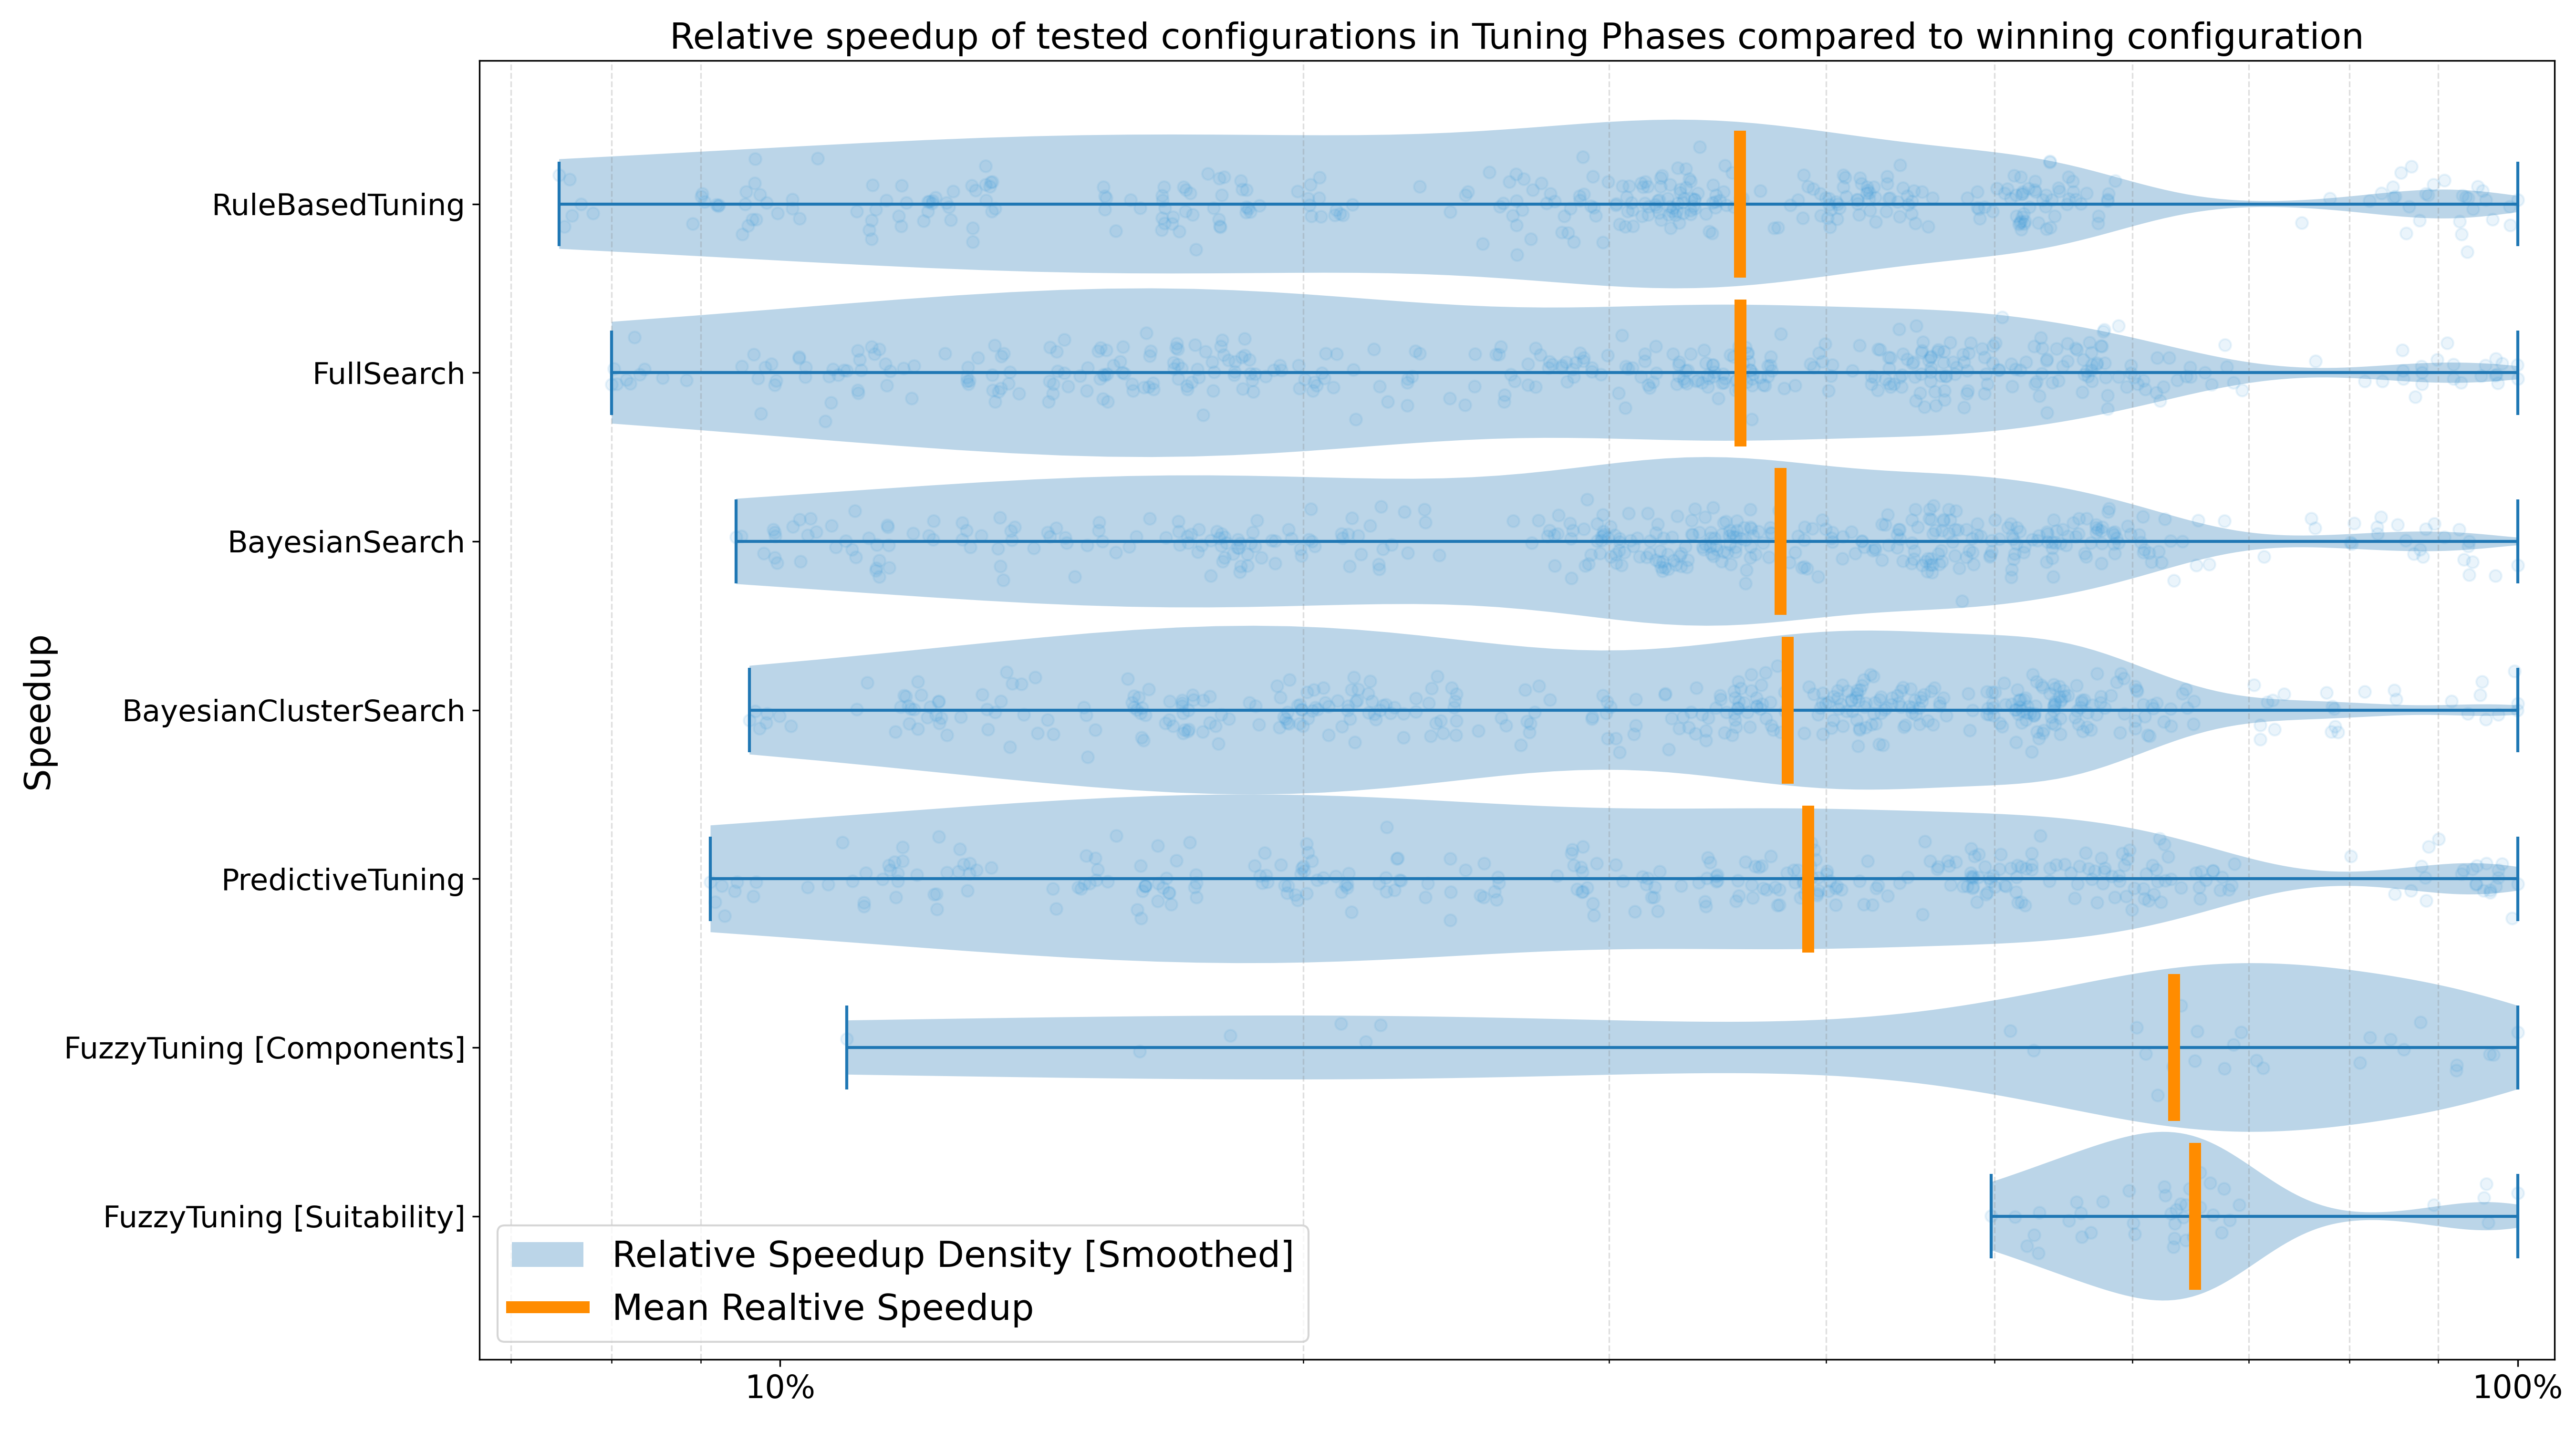 Relative speedup of tested configurations in Tuning Phases compared to winning configuration
Speedup
RuleBasedTuning
FullSearch
BayesianSearch
BayesianClusterSearch
PredictiveTuning
FuzzyTuning [Components]
FuzzyTuning [Suitability]
Relative Speedup Density [Smoothed]
Mean Realtive Speedup
10%
100%